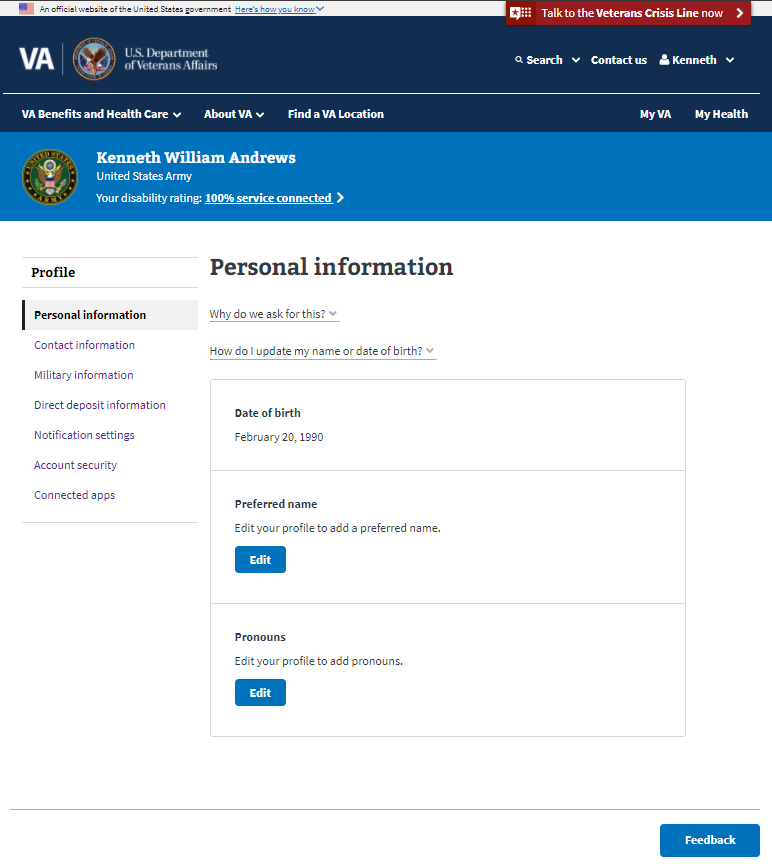 An official website of the United States government Here's how you know
Talk to the Veterans Crisis Line now
VA
U.S. Department
of Veterans Affairs
Search
Contact us
Kenneth
VA Benefits and Health Care
About VA
Find a VA Location
My VA
My Health
Kenneth William Andrews
United States Army
Your disability rating: 100% service connected
Profile
Personal information
Contact information
Military information
Direct deposit information
Notification settings
Account security
Connected apps
Personal information
Why do we ask for this?
How do I update my name or date of birth?
Date of birth
February 20, 1990
Preferred name
Edit your profile to add a preferred name.
Edit
Pronouns
Edit your profile to add pronouns.
Edit
Feedback